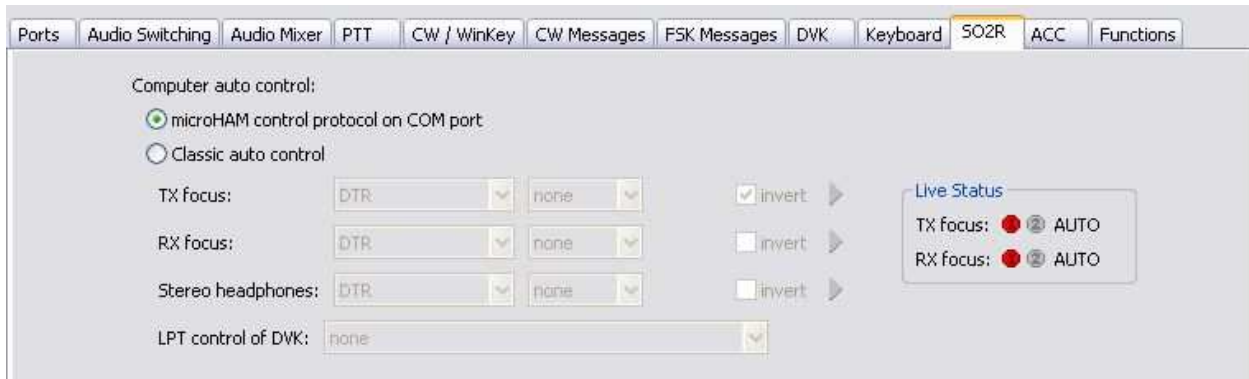 Ports Audio Switching Audio Mixer PTT CW / WinKey CW Messages FSK Messages DVK Keyboard SO2R ACC Functions
Computer auto control:
microHAM control protocol on COM port
Classic auto control
TX focus: DTR none invert
RX focus: DTR none invert
Stereo headphones: DTR none invert
LPT control of DVK: none
Live Status
TX focus: 1 2 AUTO
RX focus: 1 2 AUTO